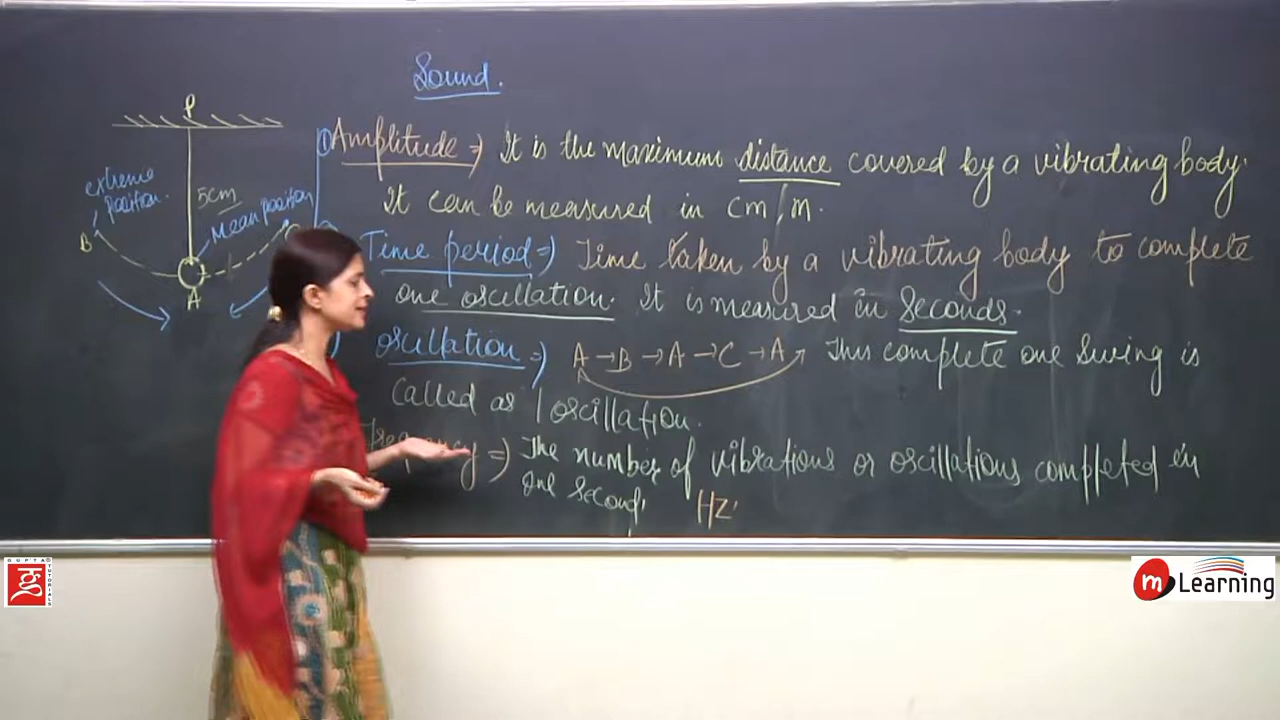 Sound.
P
① Amplitude ⇒ It is the maximum distance covered by a vibrating body.
It can be measured in cm, m.
extreme
position.
5cm
Mean position
B
C
A
Time period ⇒ Time taken by a vibrating body to complete
one oscillation. It is measured in Seconds.
oscillation ⇒ A → B → A → C → A This complete one swing is
called as 1 oscillation.
frequency ⇒ The number of vibrations or oscillations completed in
one second. HZ.
GUPTA TUTORIALS
m Learning